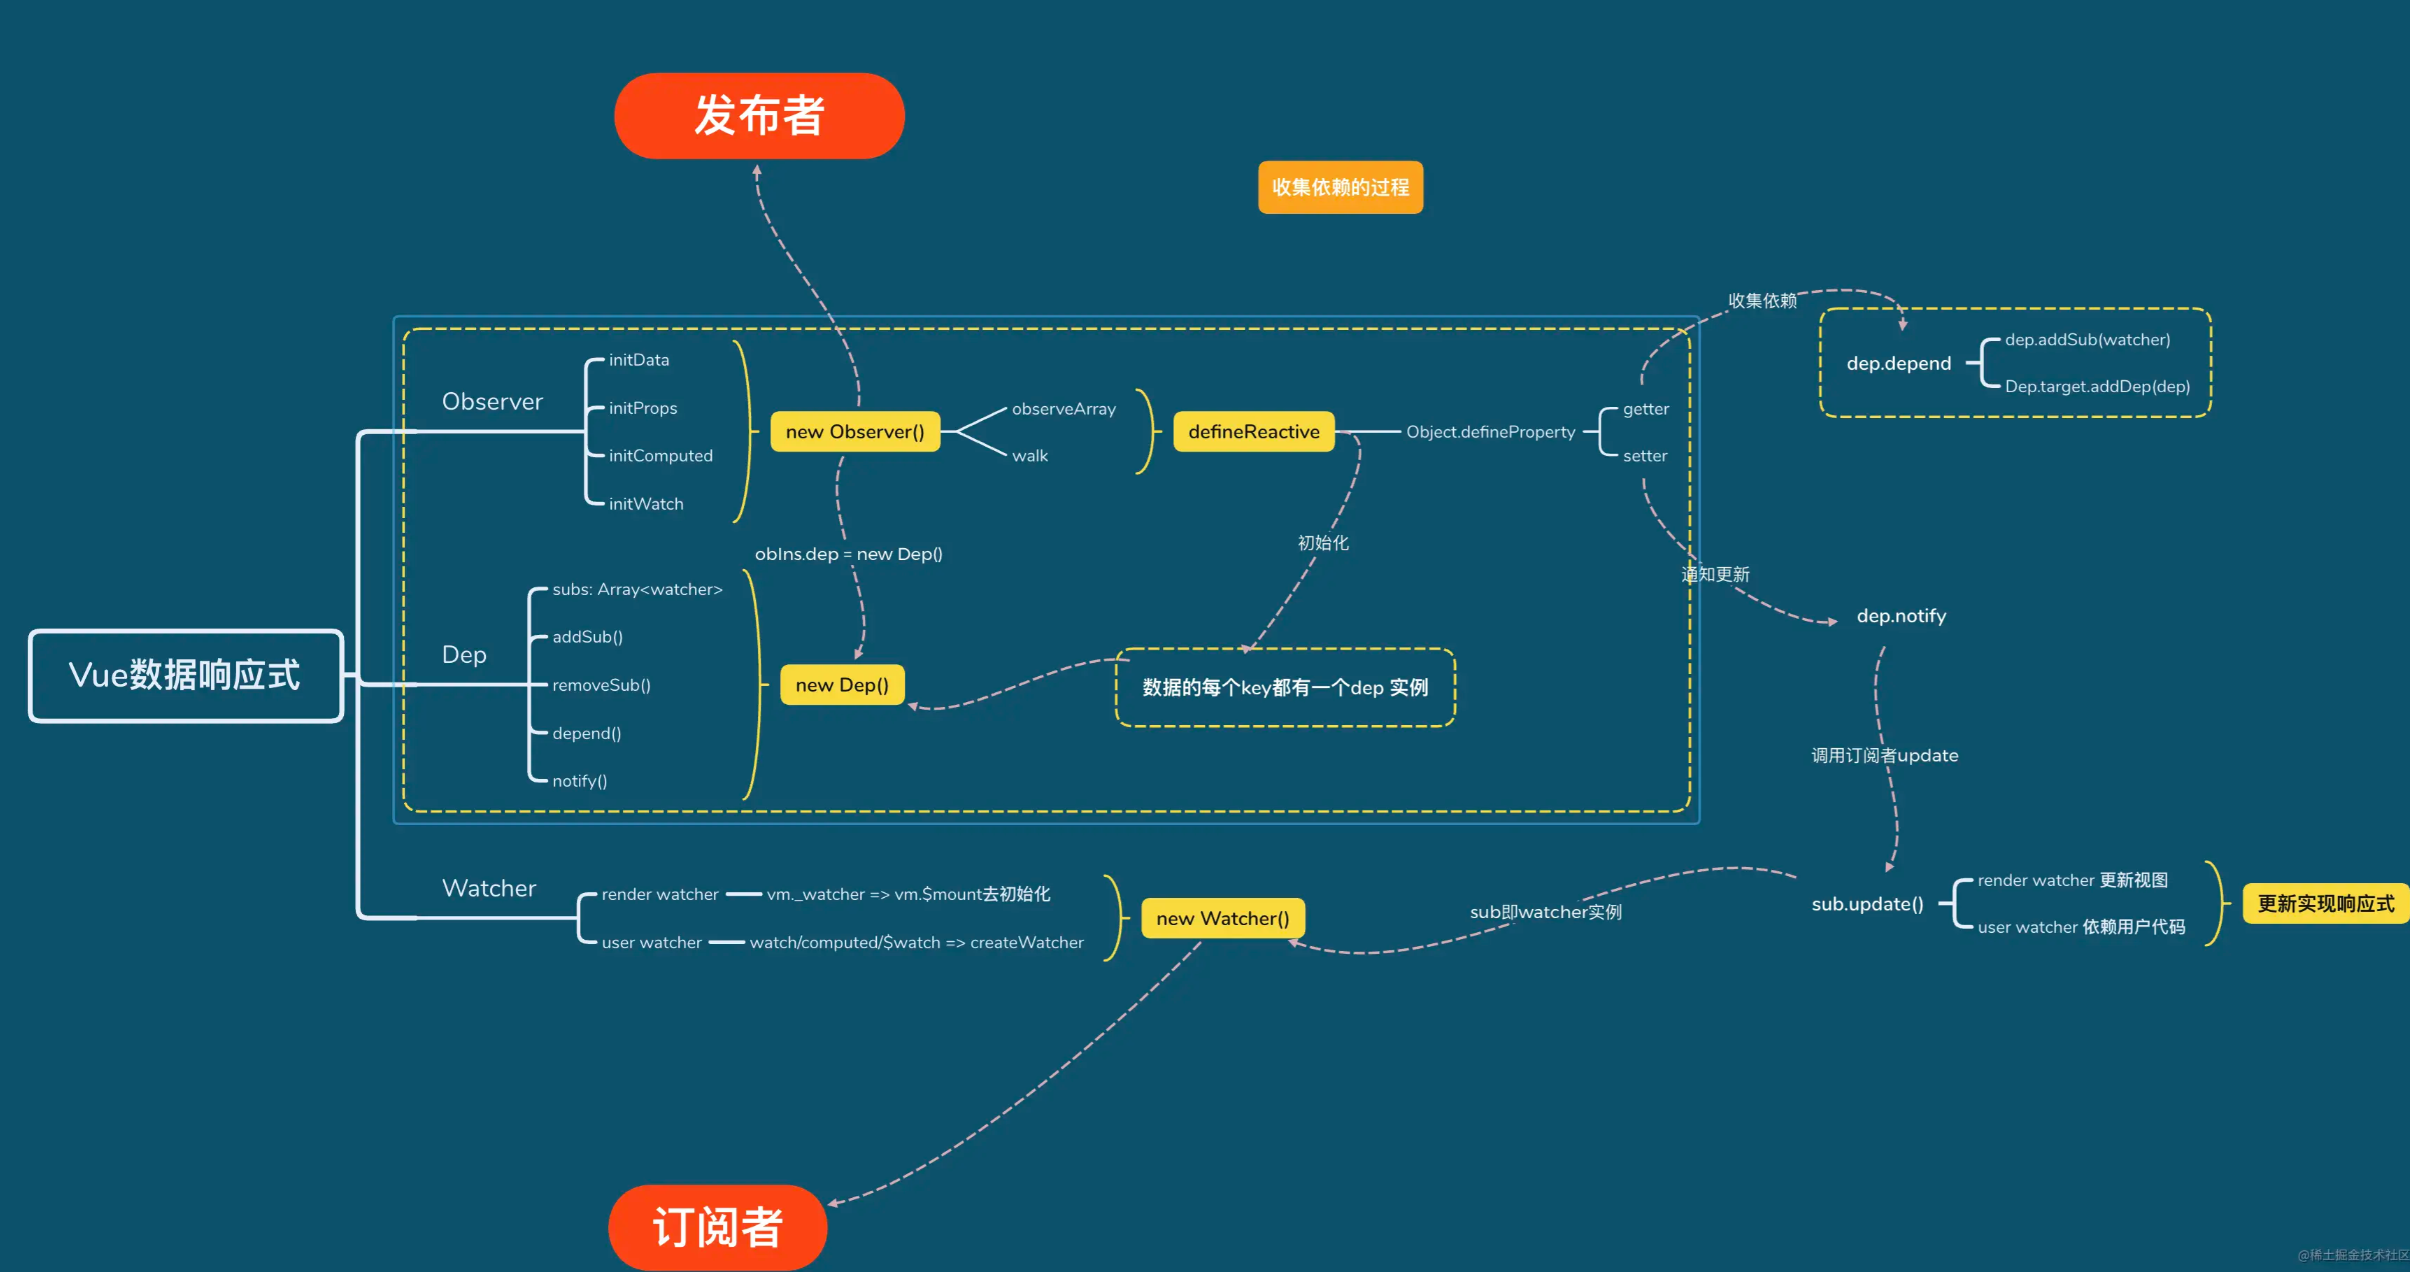 发布者
收集依赖的过程
收集依赖
dep.depend
dep.addSub(watcher)
Dep.target.addDep(dep)
Observer
initData
initProps
initComputed
initWatch
new Observer()
observeArray
walk
defineReactive
Object.defineProperty
getter
setter
obIns.dep = new Dep()
初始化
通知更新
dep.notify
Vue数据响应式
Dep
subs: Array<watcher>
addSub()
removeSub()
depend()
notify()
new Dep()
数据的每个key都有一个dep 实例
调用订阅者update
Watcher
render watcher
vm._watcher => vm.$mount去初始化
user watcher
watch/computed/$watch => createWatcher
new Watcher()
sub即watcher实例
sub.update()
render watcher 更新视图
user watcher 依赖用户代码
更新实现响应式
订阅者
@稀土掘金技术社区